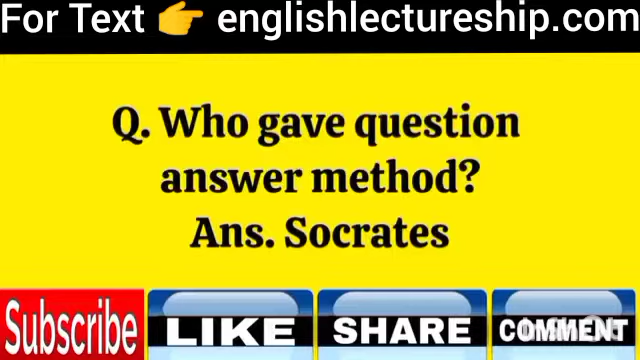 For Text 👉 englishlectureship.com
Q. Who gave question
answer method?
Ans. Socrates
Subscribe
LIKE
SHARE
COMMENT